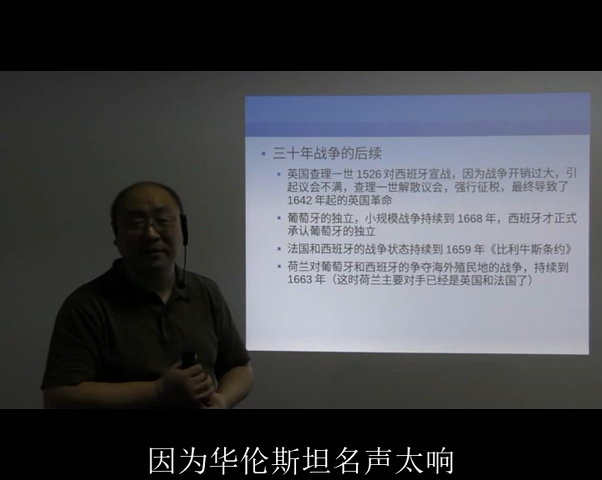 三十年战争的后续
英国查理一世 1526 对西班牙宣战，因为战争开销过大，引
起议会不满，查理一世解散议会，强行征税，最终导致了
1642 年起的英国革命
葡萄牙的独立，小规模战争持续到 1668 年，西班牙才正式
承认葡萄牙的独立
法国和西班牙的战争状态持续到 1659 年《比利牛斯条约》
荷兰对葡萄牙和西班牙的争夺海外殖民地的战争，持续到
1663 年（这时荷兰主要对手已经是英国和法国了）
因为华伦斯坦名声太响